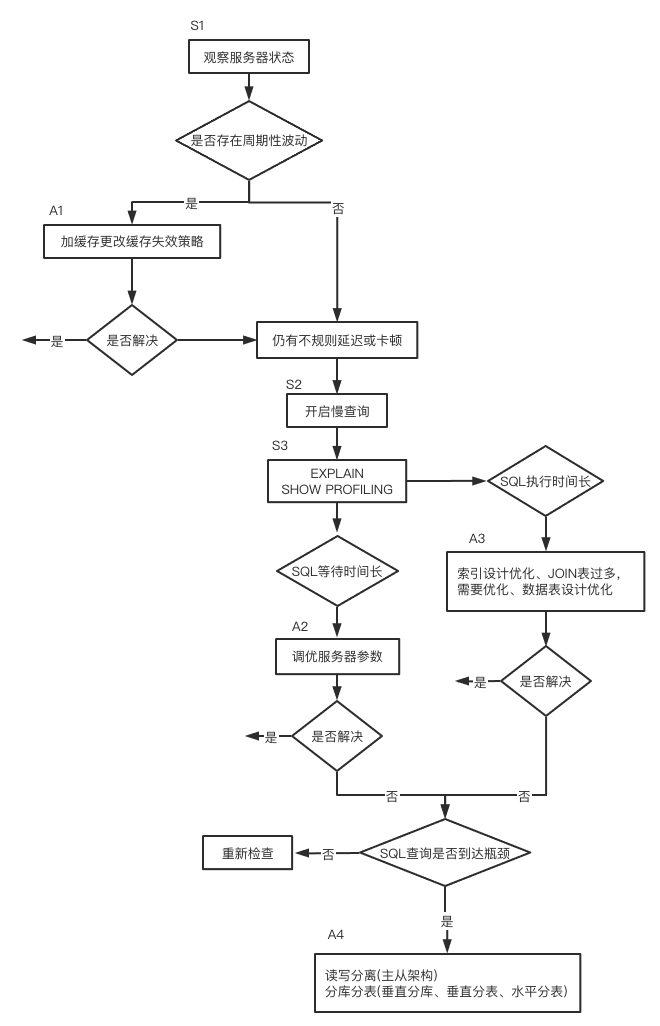 S1
观察服务器状态
是否存在周期性波动
是
否
A1
加缓存更改缓存失效策略
是
是否解决
仍有不规则延迟或卡顿
S2
开启慢查询
S3
EXPLAIN
SHOW PROFILING
SQL执行时间长
A3
索引设计优化、JOIN表过多,
需要优化、数据表设计优化
SQL等待时间长
A2
调优服务器参数
是
是否解决
是
是否解决
否
否
重新检查
否
SQL查询是否到达瓶颈
是
A4
读写分离(主从架构)
分库分表(垂直分库、垂直分表、水平分表)